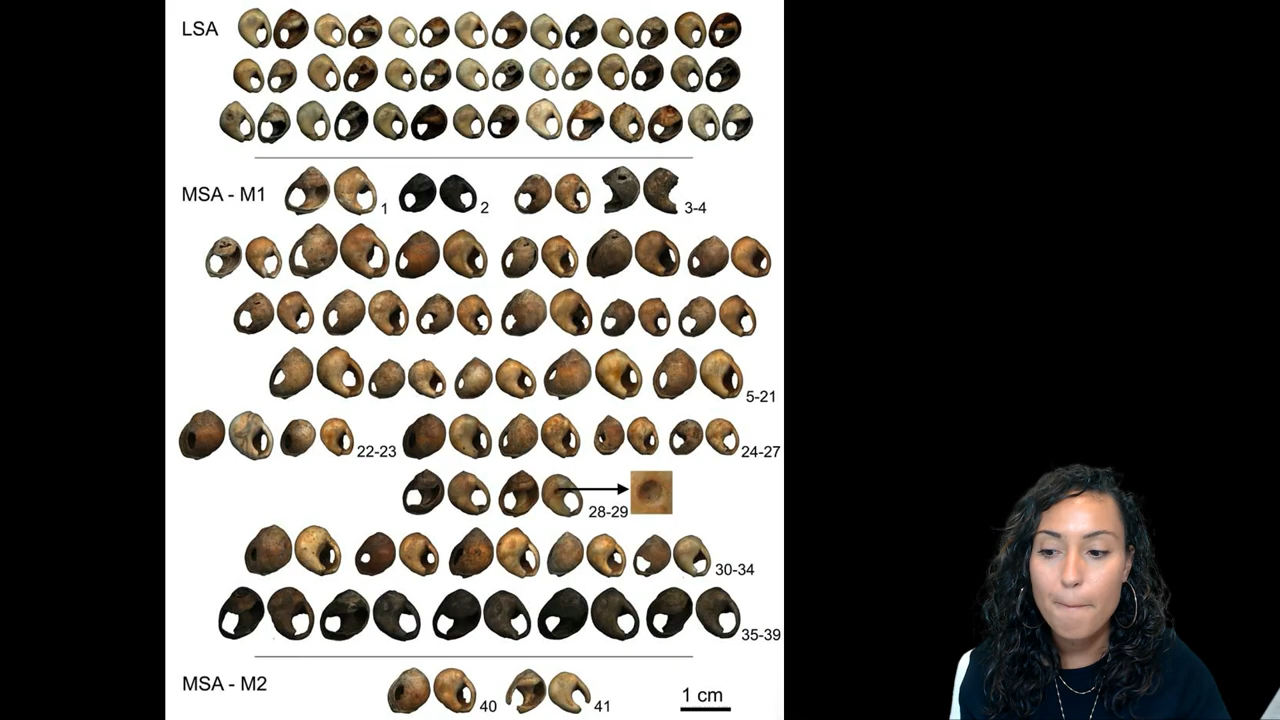 LSA
MSA - M1
1
2
3-4
5-21
22-23
24-27
28-29
30-34
35-39
MSA - M2
40
41
1 cm